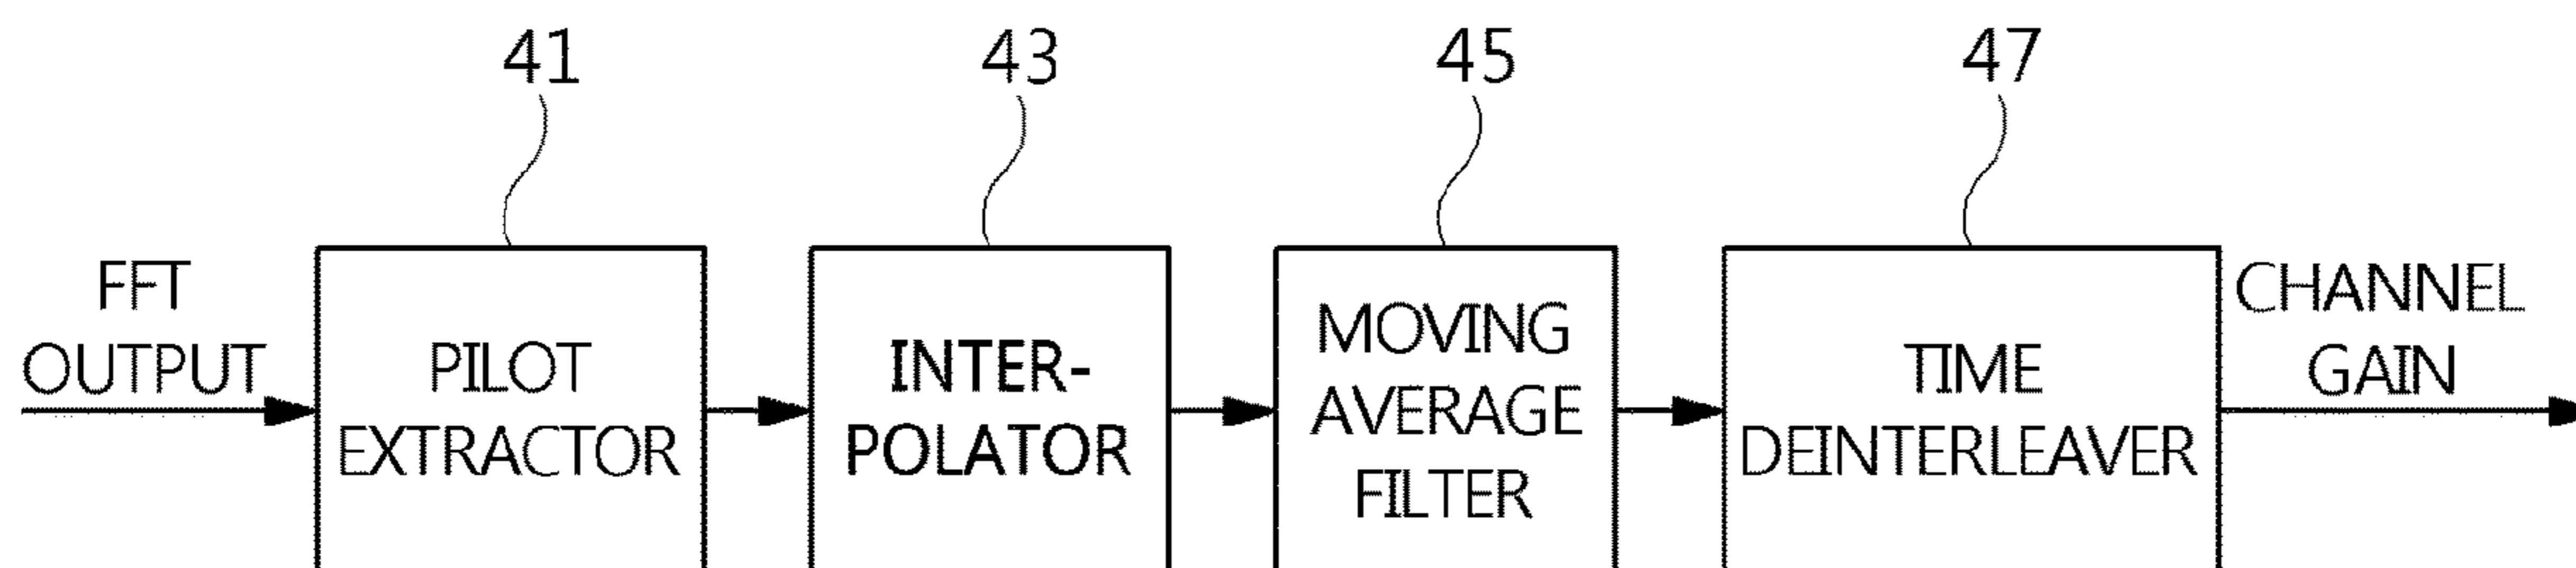 41
43
45
47
FFT
OUTPUT
PILOT
EXTRACTOR
INTER-
POLATOR
MOVING
AVERAGE
FILTER
TIME
DEINTERLEAVER
CHANNEL
GAIN